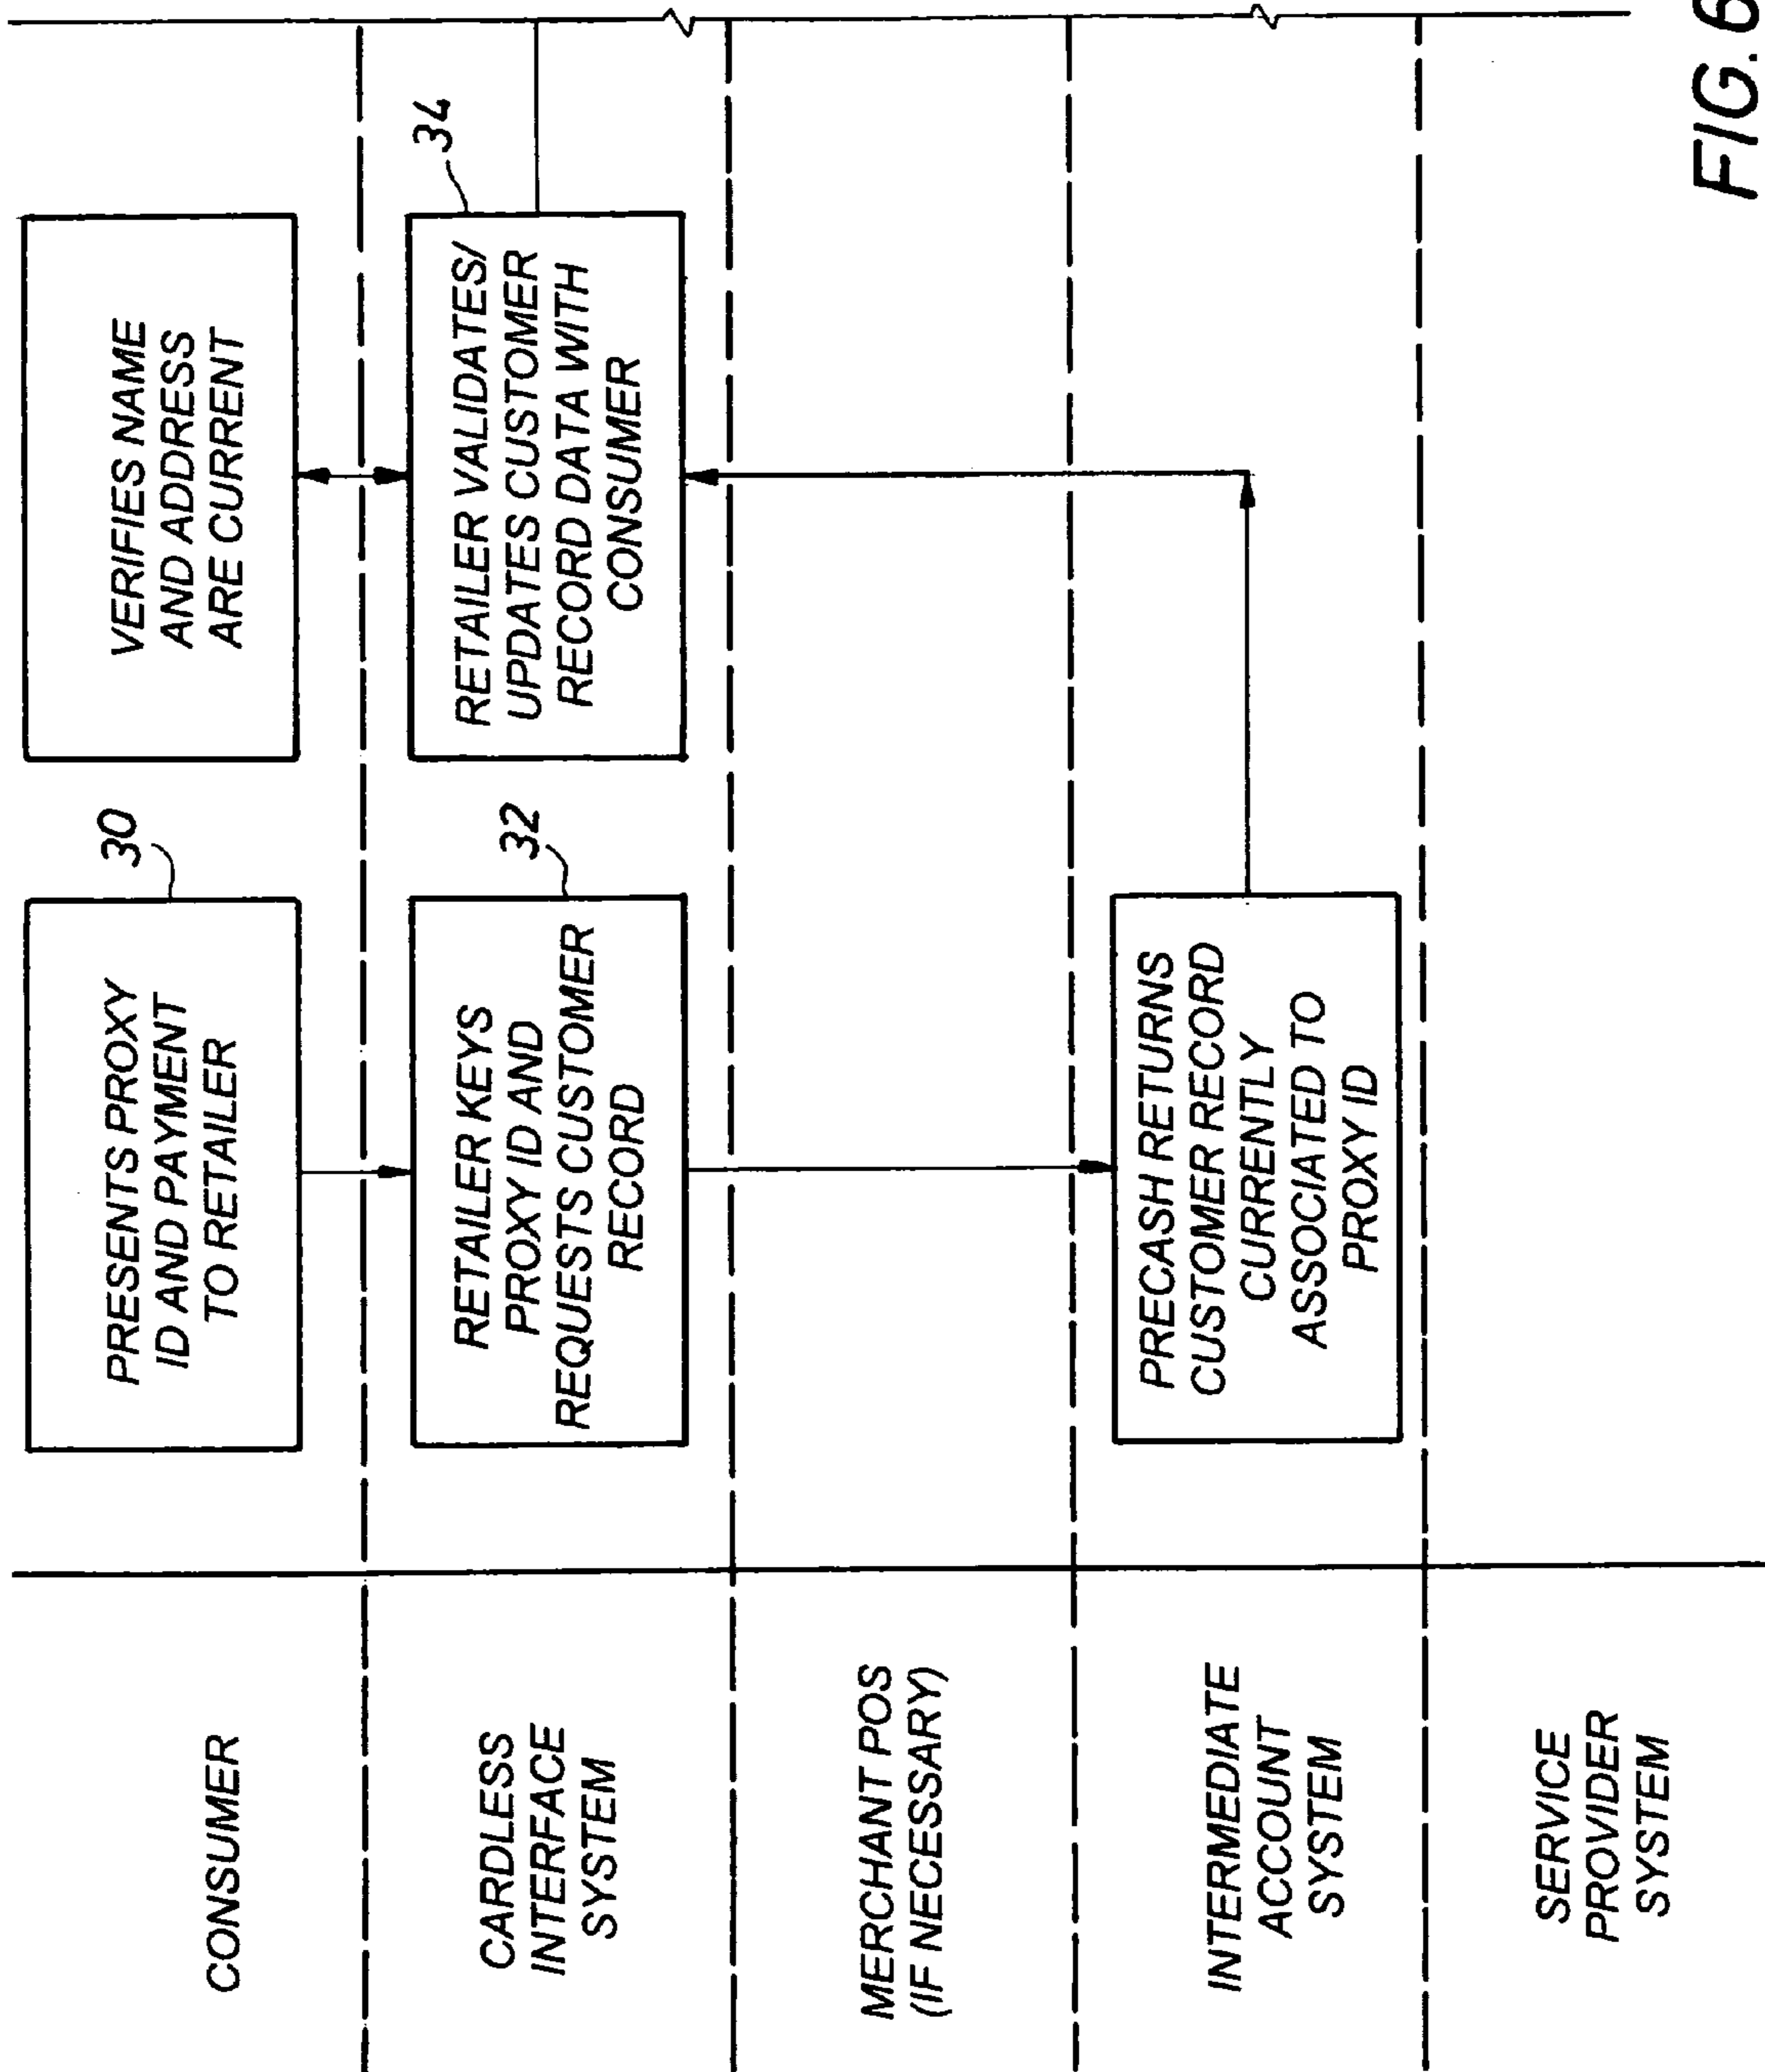 CONSUMER
PRESENTS PROXY
ID AND PAYMENT
TO RETAILER
30
VERIFIES NAME
AND ADDRESS
ARE CURRENT
CARDLESS
INTERFACE
SYSTEM
RETAILER KEYS
PROXY ID AND
REQUESTS CUSTOMER
RECORD
32
RETAILER VALIDATES/
UPDATES CUSTOMER
RECORD DATA WITH
CONSUMER
34
MERCHANT POS
(IF NECESSARY)
INTERMEDIATE
ACCOUNT
SYSTEM
PRECASH RETURNS
CUSTOMER RECORD
CURRENTLY
ASSOCIATED TO
PROXY ID
SERVICE
PROVIDER
SYSTEM
FIG. 6